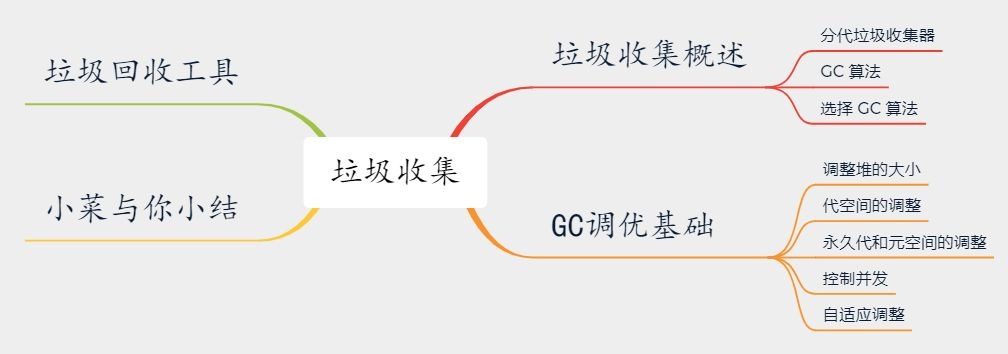 垃圾收集
垃圾收集概述
分代垃圾收集器
GC 算法
选择 GC 算法
GC调优基础
调整堆的大小
代空间的调整
永久代和元空间的调整
控制并发
自适应调整
垃圾回收工具
小菜与你小结